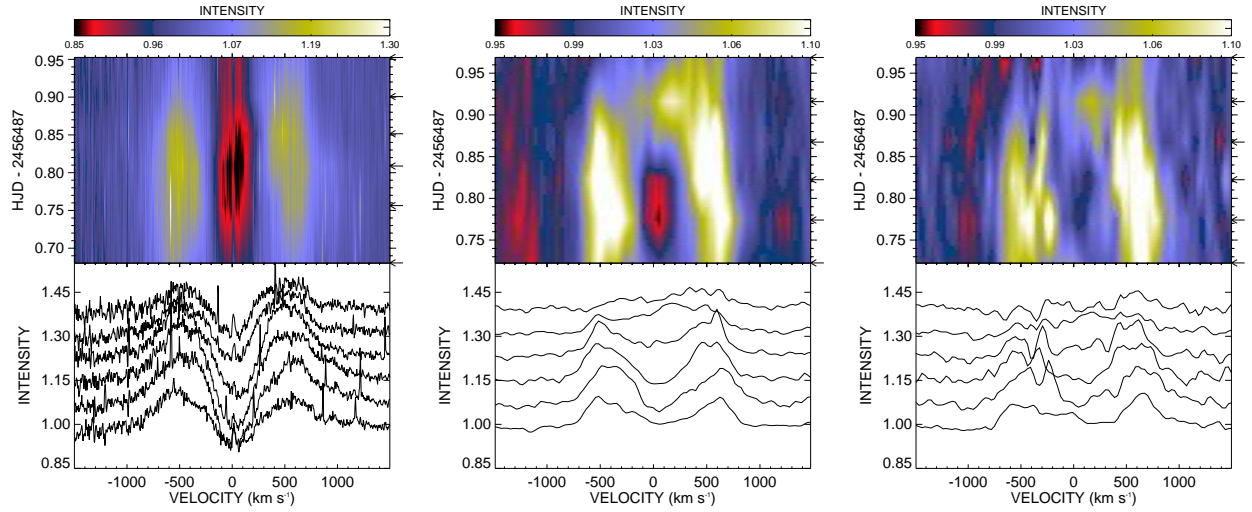 INTENSITY
0.85 0.96 1.07 1.19 1.30
HJD - 2456487
0.95
0.90
0.85
0.80
0.75
0.70
INTENSITY
1.45
1.30
1.15
1.00
0.85
-1000 -500 0 500 1000
VELOCITY (km s-1)
INTENSITY
0.95 0.99 1.03 1.06 1.10
HJD - 2456487
0.95
0.90
0.85
0.80
0.75
INTENSITY
1.45
1.30
1.15
1.00
0.85
-1000 -500 0 500 1000
VELOCITY (km s-1)
INTENSITY
0.95 0.99 1.03 1.06 1.10
HJD - 2456487
0.95
0.90
0.85
0.80
0.75
INTENSITY
1.45
1.30
1.15
1.00
0.85
-1000 -500 0 500 1000
VELOCITY (km s-1)